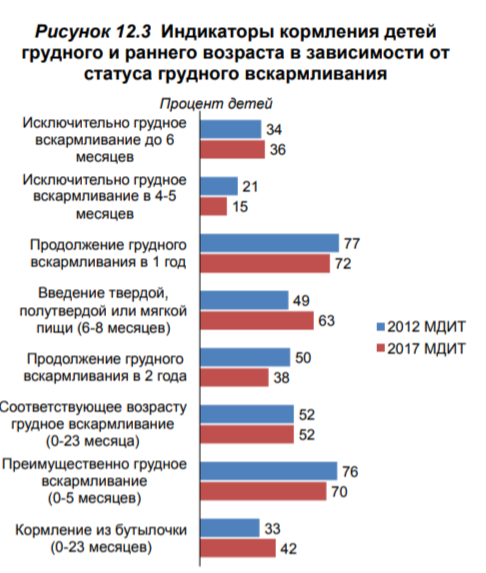 Рисунок 12.3 Индикаторы кормления детей
грудного и раннего возраста в зависимости от
статуса грудного вскармливания
Процент детей
Исключительно грудное
вскармливание до 6
месяцев
34
36
Исключительно грудное
вскармливание в 4-5
месяцев
21
15
Продолжение грудного
вскармливания в 1 год
77
72
Введение твердой,
полутвердой или мягкой
пищи (6-8 месяцев)
49
63
2012 МДИТ
2017 МДИТ
Продолжение грудного
вскармливания в 2 года
50
38
Соответствующее возрасту
грудное вскармливание
(0-23 месяца)
52
52
Преимущественно грудное
вскармливание
(0-5 месяцев)
76
70
Кормление из бутылочки
(0-23 месяцев)
33
42